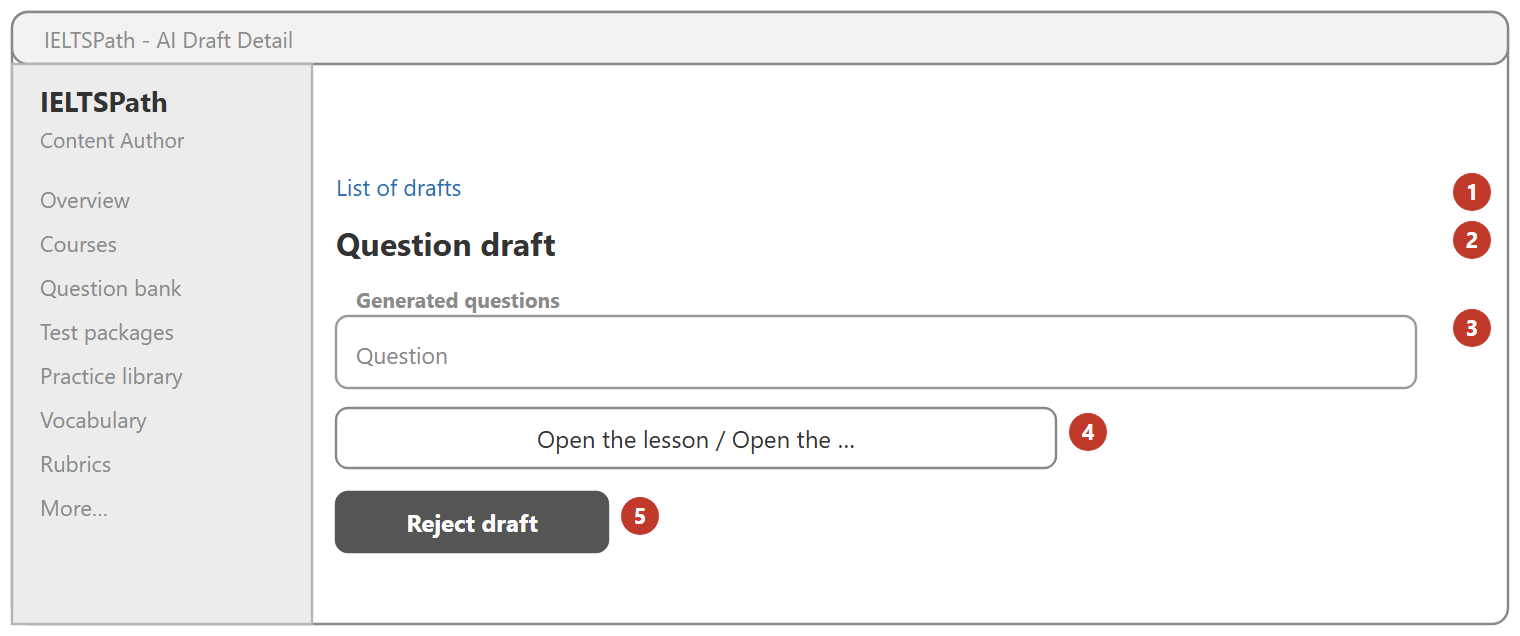 IELTSPath - AI Draft Detail
IELTSPath
Content Author
Overview
Courses
Question bank
Test packages
Practice library
Vocabulary
Rubrics
More...
List of drafts
1
Question draft
2
Generated questions
Question
3
Open the lesson / Open the ...
4
Reject draft
5